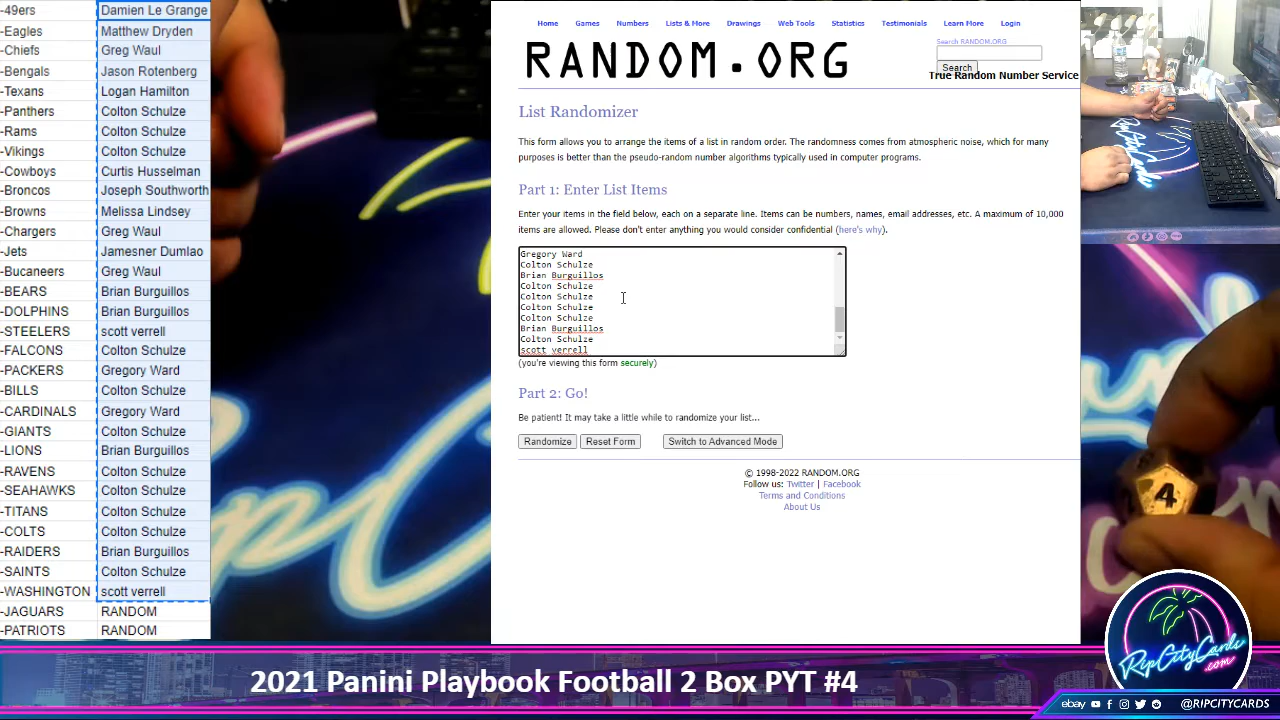 -49ers Damien Le Grange
-Eagles Matthew Dryden
-Chiefs Greg Waul
-Bengals Jason Rotenberg
-Texans Logan Hamilton
-Panthers Colton Schulze
-Rams Colton Schulze
-Vikings Colton Schulze
-Cowboys Curtis Husselman
-Broncos Joseph Southworth
-Browns Melissa Lindsey
-Chargers Greg Waul
-Jets Jamesner Dumlao
-Bucaneers Greg Waul
-BEARS Brian Burguillos
-DOLPHINS Brian Burguillos
-STEELERS scott verrell
-FALCONS Colton Schulze
-PACKERS Gregory Ward
-BILLS Colton Schulze
-CARDINALS Gregory Ward
-GIANTS Colton Schulze
-LIONS Brian Burguillos
-RAVENS Colton Schulze
-SEAHAWKS Colton Schulze
-TITANS Colton Schulze
-COLTS Colton Schulze
-RAIDERS Brian Burguillos
-SAINTS Colton Schulze
-WASHINGTON scott verrell
-JAGUARS RANDOM
-PATRIOTS RANDOM
Home Games Numbers Lists & More Drawings Web Tools Statistics Testimonials Learn More Login
RANDOM.ORG
Search RANDOM.ORG
Search
True Random Number Service
List Randomizer
This form allows you to arrange the items of a list in random order. The randomness comes from atmospheric noise, which for many
purposes is better than the pseudo-random number algorithms typically used in computer programs.
Part 1: Enter List Items
Enter your items in the field below, each on a separate line. Items can be numbers, names, email addresses, etc. A maximum of 10,000
items are allowed. Please don't enter anything you would consider confidential (here's why).
Gregory Ward
Colton Schulze
Brian Burguillos
Colton Schulze
Colton Schulze
Colton Schulze
Colton Schulze
Brian Burguillos
Colton Schulze
scott verrell
(you're viewing this form securely)
Part 2: Go!
Be patient! It may take a little while to randomize your list...
Randomize Reset Form Switch to Advanced Mode
© 1998-2022 RANDOM.ORG
Follow us: Twitter | Facebook
Terms and Conditions
About Us
4
RipCityCards
.com
2021 Panini Playbook Football 2 Box PYT #4
ebay @RIPCITYCARDS